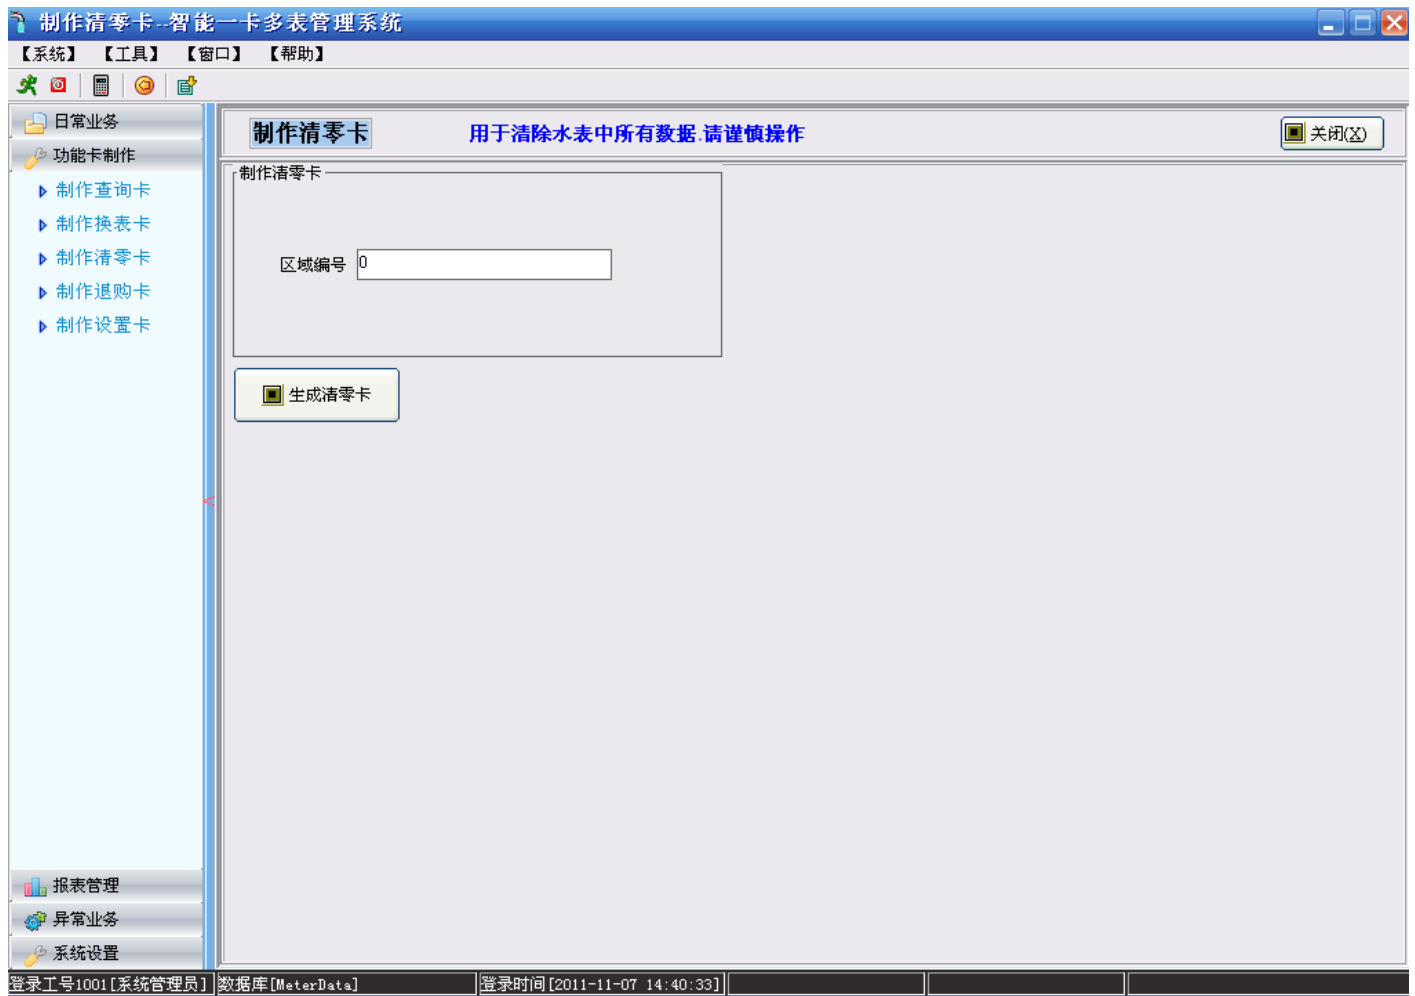 制作清零卡--智能一卡多表管理系统
【系统】 【工具】 【窗口】 【帮助】
日常业务
功能卡制作
制作查询卡
制作换表卡
制作清零卡
制作退购卡
制作设置卡
报表管理
异常业务
系统设置
制作清零卡 用于清除水表中所有数据.请谨慎操作 关闭(X)
制作清零卡
区域编号 0
生成清零卡
<
登录工号1001[系统管理员] 数据库[MeterData] 登录时间[2011-11-07 14:40:33]